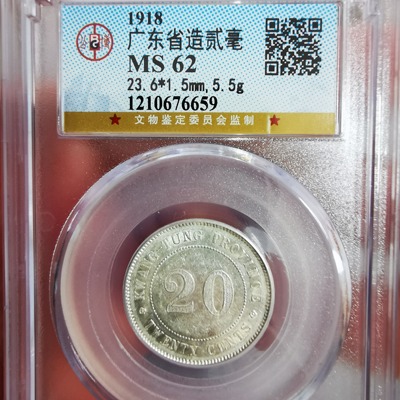 1918
广东省造贰毫
MS 62
23.6*1.5mm,5.5g
1210676659
★ 文物鉴定委员会监制 ★
KWANG-TUNG PROVINCE
20
TWENTY CENTS